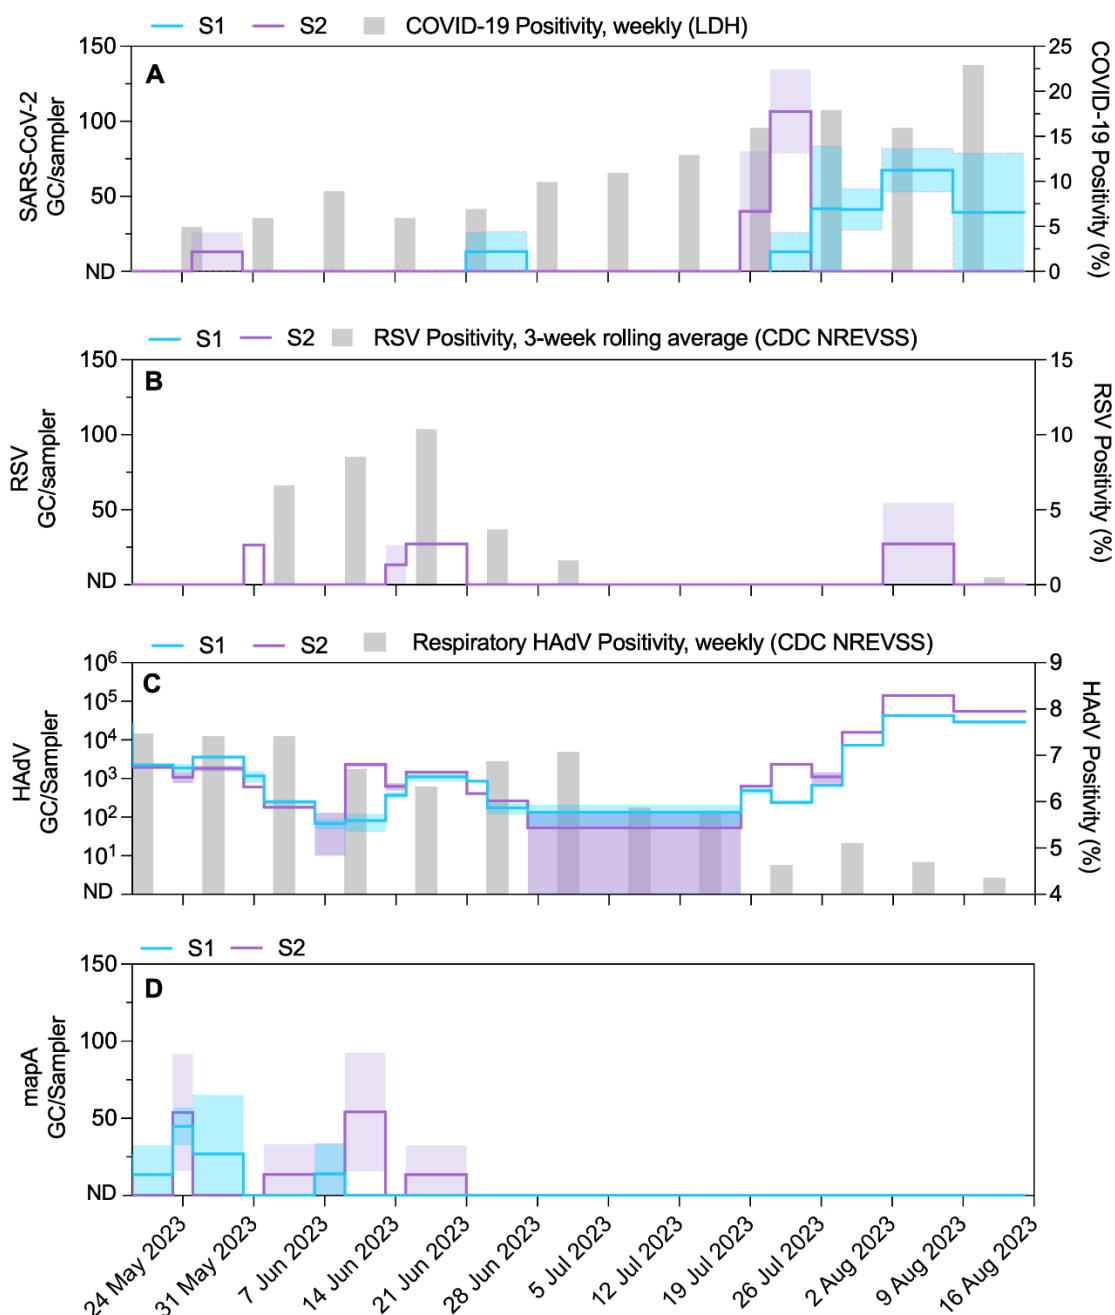 S1 S2 COVID-19 Positivity, weekly (LDH)
A
150
100
50
ND
SARS-CoV-2
GC/sampler
25
20
15
10
5
0
COVID-19 Positivity (%)
S1 S2 RSV Positivity, 3-week rolling average (CDC NREVSS)
B
150
100
50
ND
RSV
GC/sampler
15
10
5
0
RSV Positivity (%)
S1 S2 Respiratory HAdV Positivity, weekly (CDC NREVSS)
C
10⁶
10⁵
10⁴
10³
10²
10¹
ND
HAdV
GC/Sampler
9
8
7
6
5
4
HAdV Positivity (%)
S1 S2
D
150
100
50
ND
mapA
GC/Sampler
24 May 2023
31 May 2023
7 Jun 2023
14 Jun 2023
21 Jun 2023
28 Jun 2023
5 Jul 2023
12 Jul 2023
19 Jul 2023
26 Jul 2023
2 Aug 2023
9 Aug 2023
16 Aug 2023